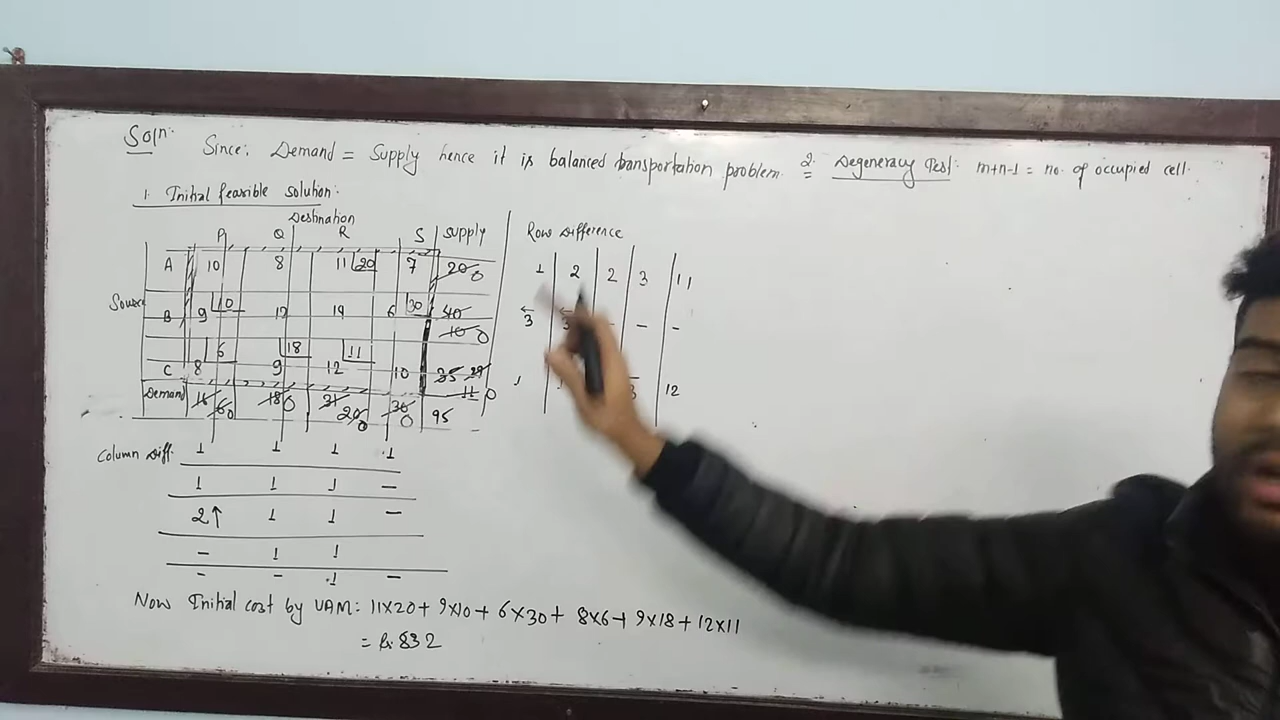 Soln.
Since, Demand = Supply hence it is balanced transportation problem.
1. Initial feasible solution.
Destination
P Q R S Supply
A 10 8 11 20 7 20 0
Source
B 9 10 12 14 6 30 40
10 0
6 18 11
C 8 9 12 10 35 29
11 0
Demand 16 6 0 18 0 31 20 0 30 0 95
Column Diff. 1 1 1 1
1 1 1 –
2↑ 1 1 –
– 1 1
– – 1 –
Row Difference
1 2 2 3 11
3 – –
3 12
Now Initial cost by VAM: 11×20 + 9×10 + 6×30 + 8×6 + 9×18 + 12×11
= Rs. 832
2. Degeneracy Test: m+n-1 = no. of occupied cell.